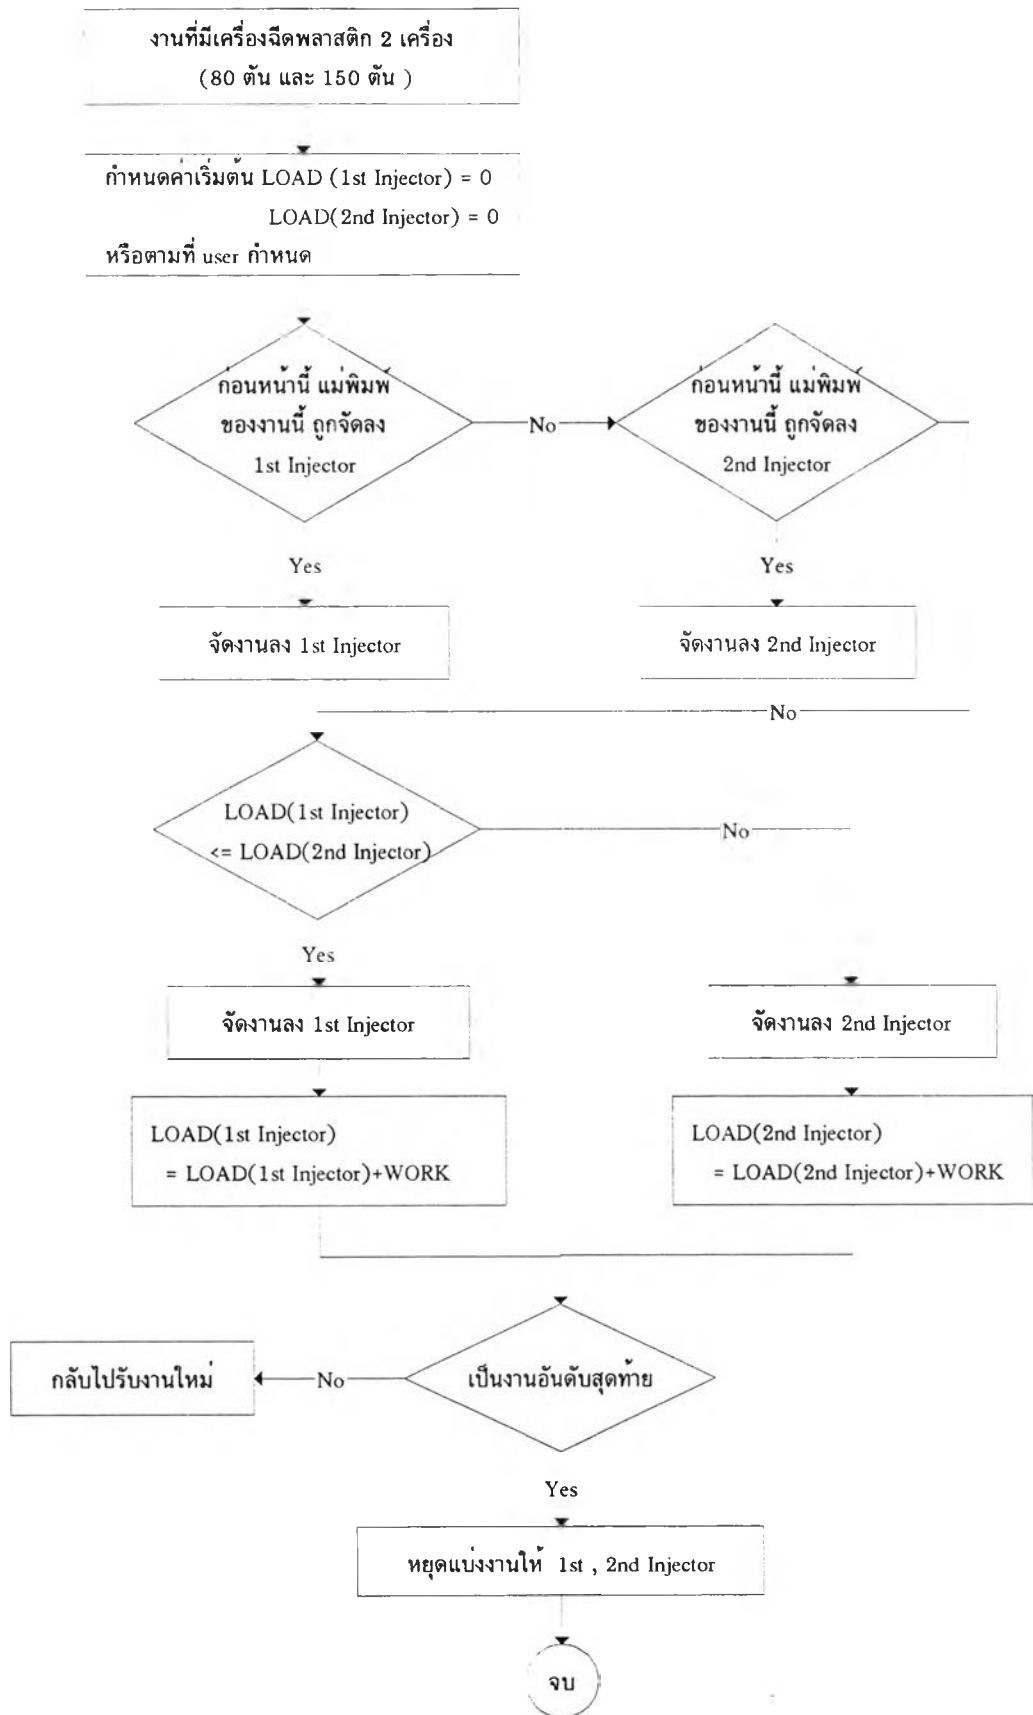 งานที่มีเครื่องฉีดพลาสติก 2 เครื่อง
(80 ตัน และ 150 ตัน )
กำหนดค่าเริ่มต้น LOAD (1st Injector) = 0
LOAD(2nd Injector) = 0
หรือตามที่ user กำหนด
ก่อนหน้านี้ แม่พิมพ์
ของงานนี้ ถูกจัดลง
1st Injector
No
ก่อนหน้านี้ แม่พิมพ์
ของงานนี้ ถูกจัดลง
2nd Injector
Yes
Yes
จัดงานลง 1st Injector
จัดงานลง 2nd Injector
No
LOAD(1st Injector)
<= LOAD(2nd Injector)
No
Yes
จัดงานลง 1st Injector
จัดงานลง 2nd Injector
LOAD(1st Injector)
= LOAD(1st Injector)+WORK
LOAD(2nd Injector)
= LOAD(2nd Injector)+WORK
กลับไปรับงานใหม่
No
เป็นงานอันดับสุดท้าย
Yes
หยุดแบ่งงานให้ 1st , 2nd Injector
จบ